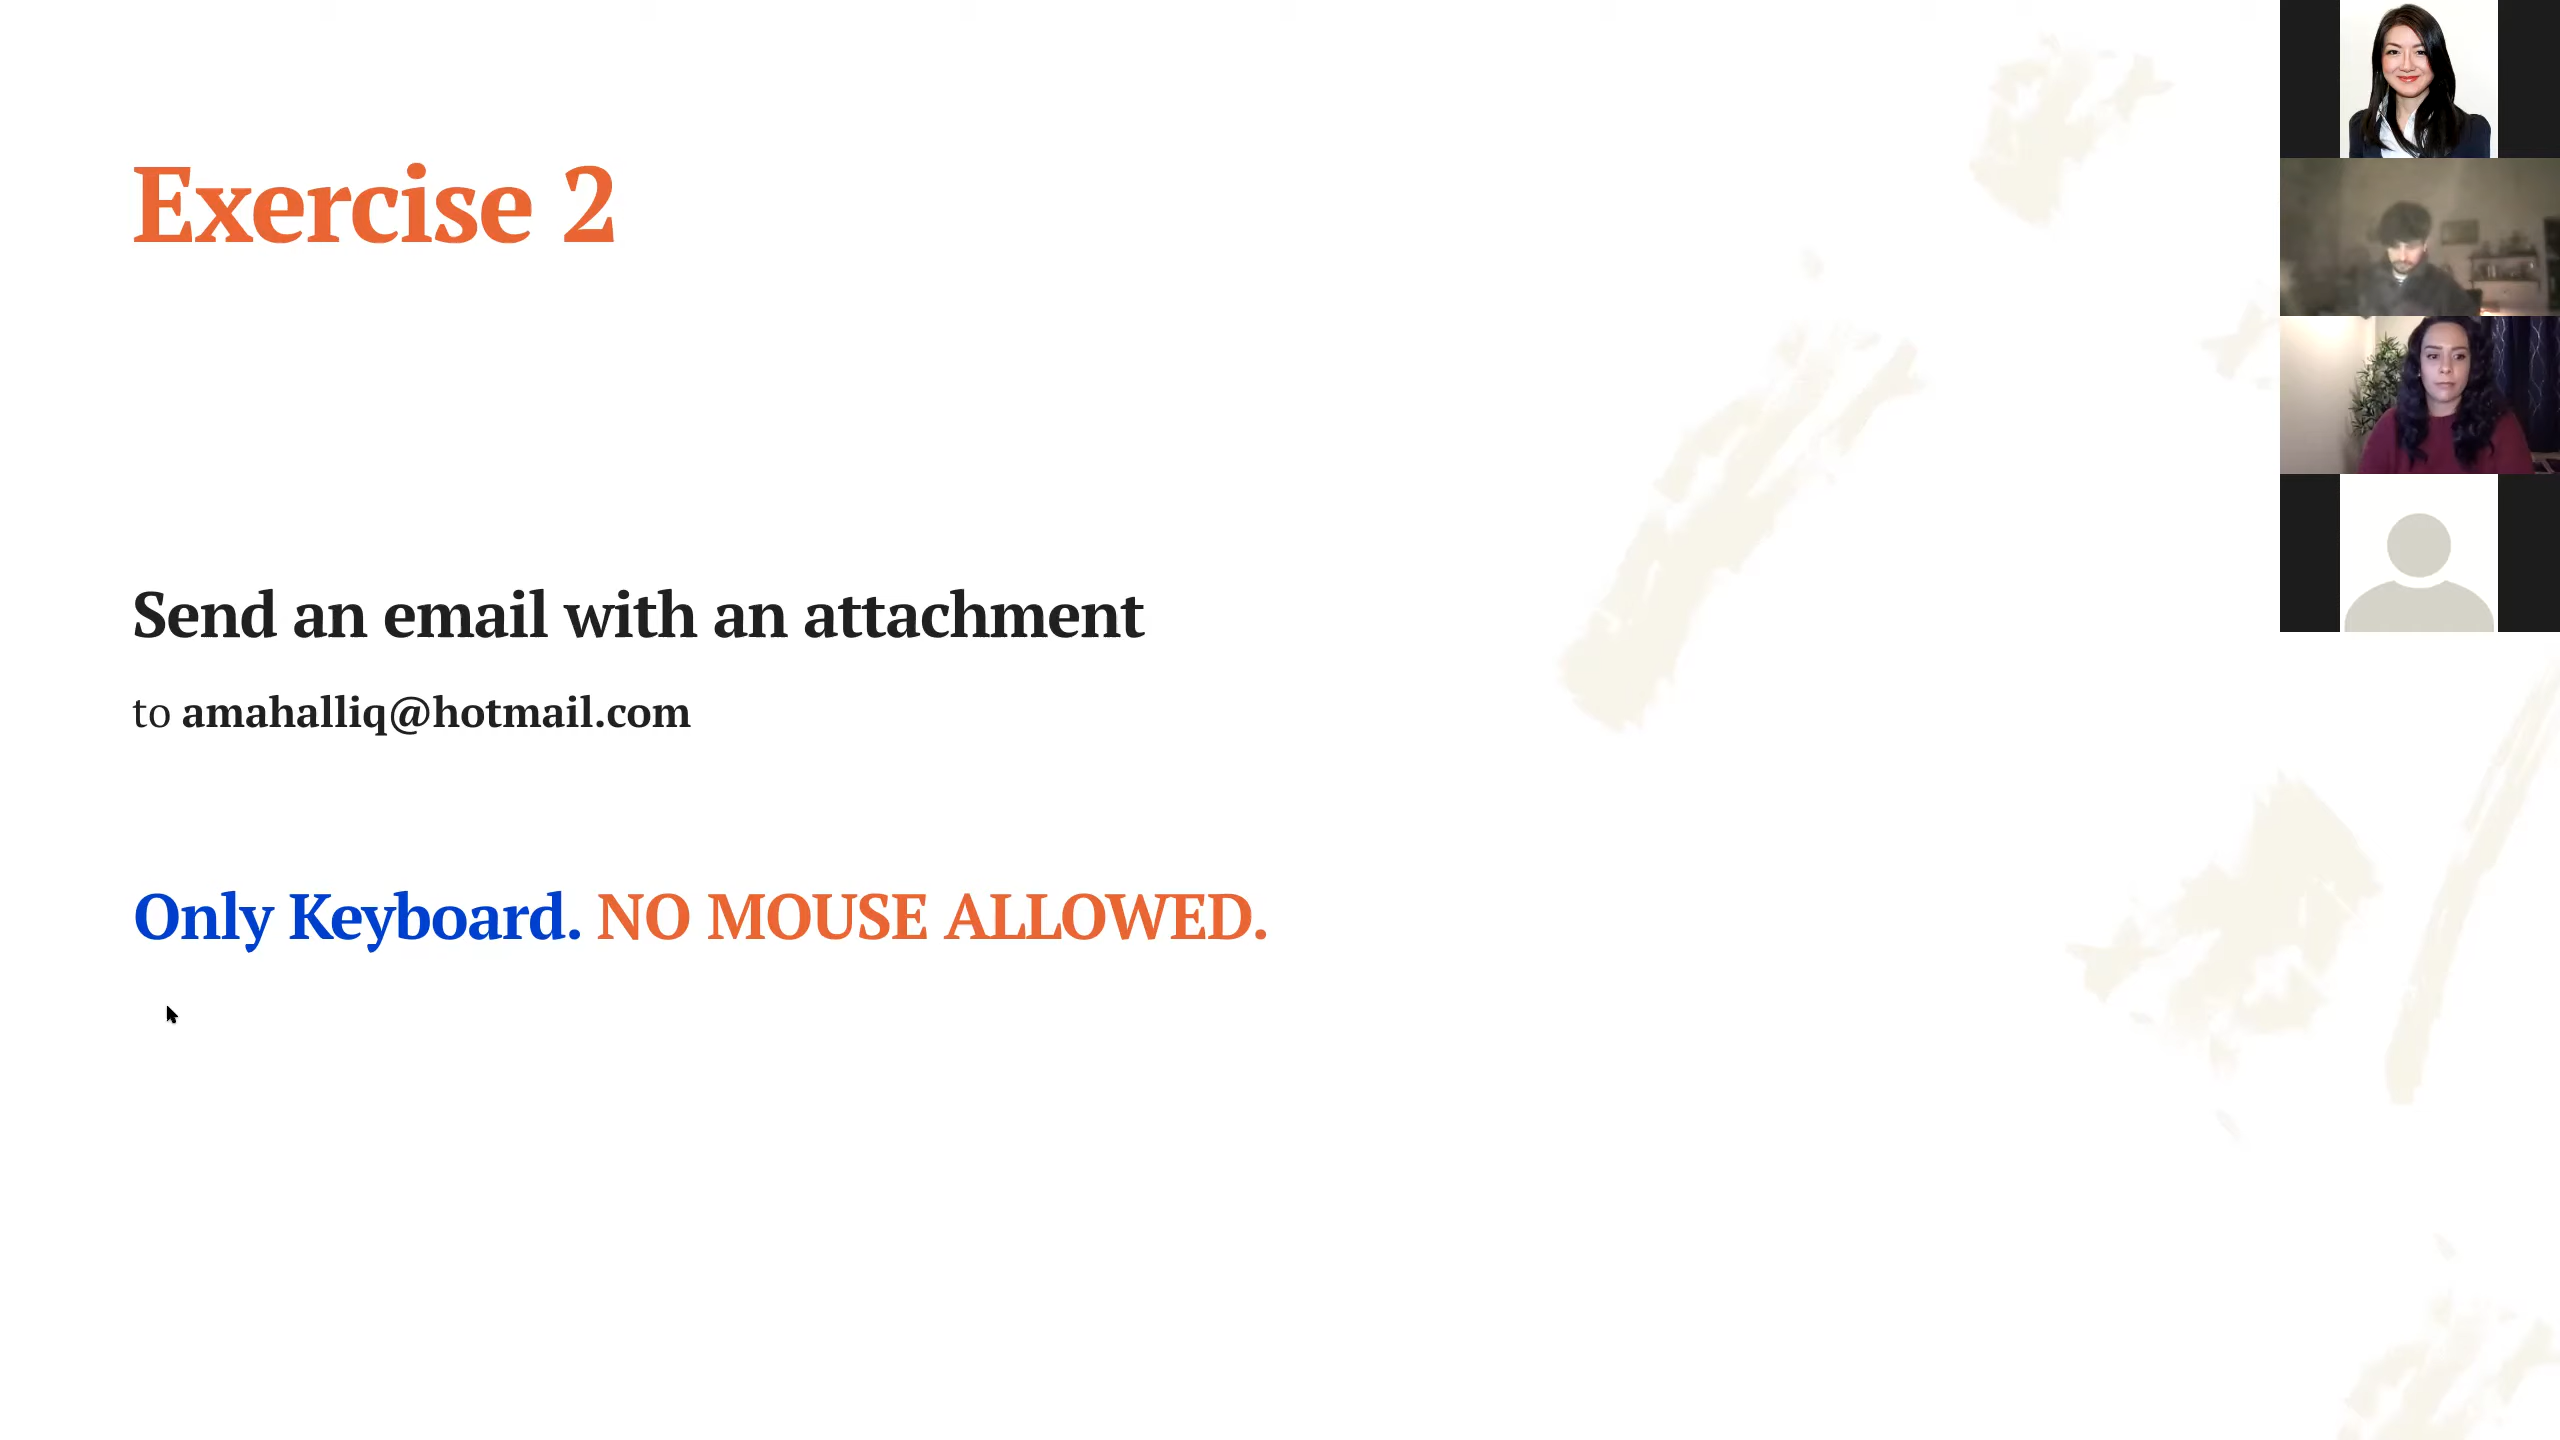 Exercise 2
Send an email with an attachment
to amahalliq@hotmail.com
Only Keyboard. NO MOUSE ALLOWED.